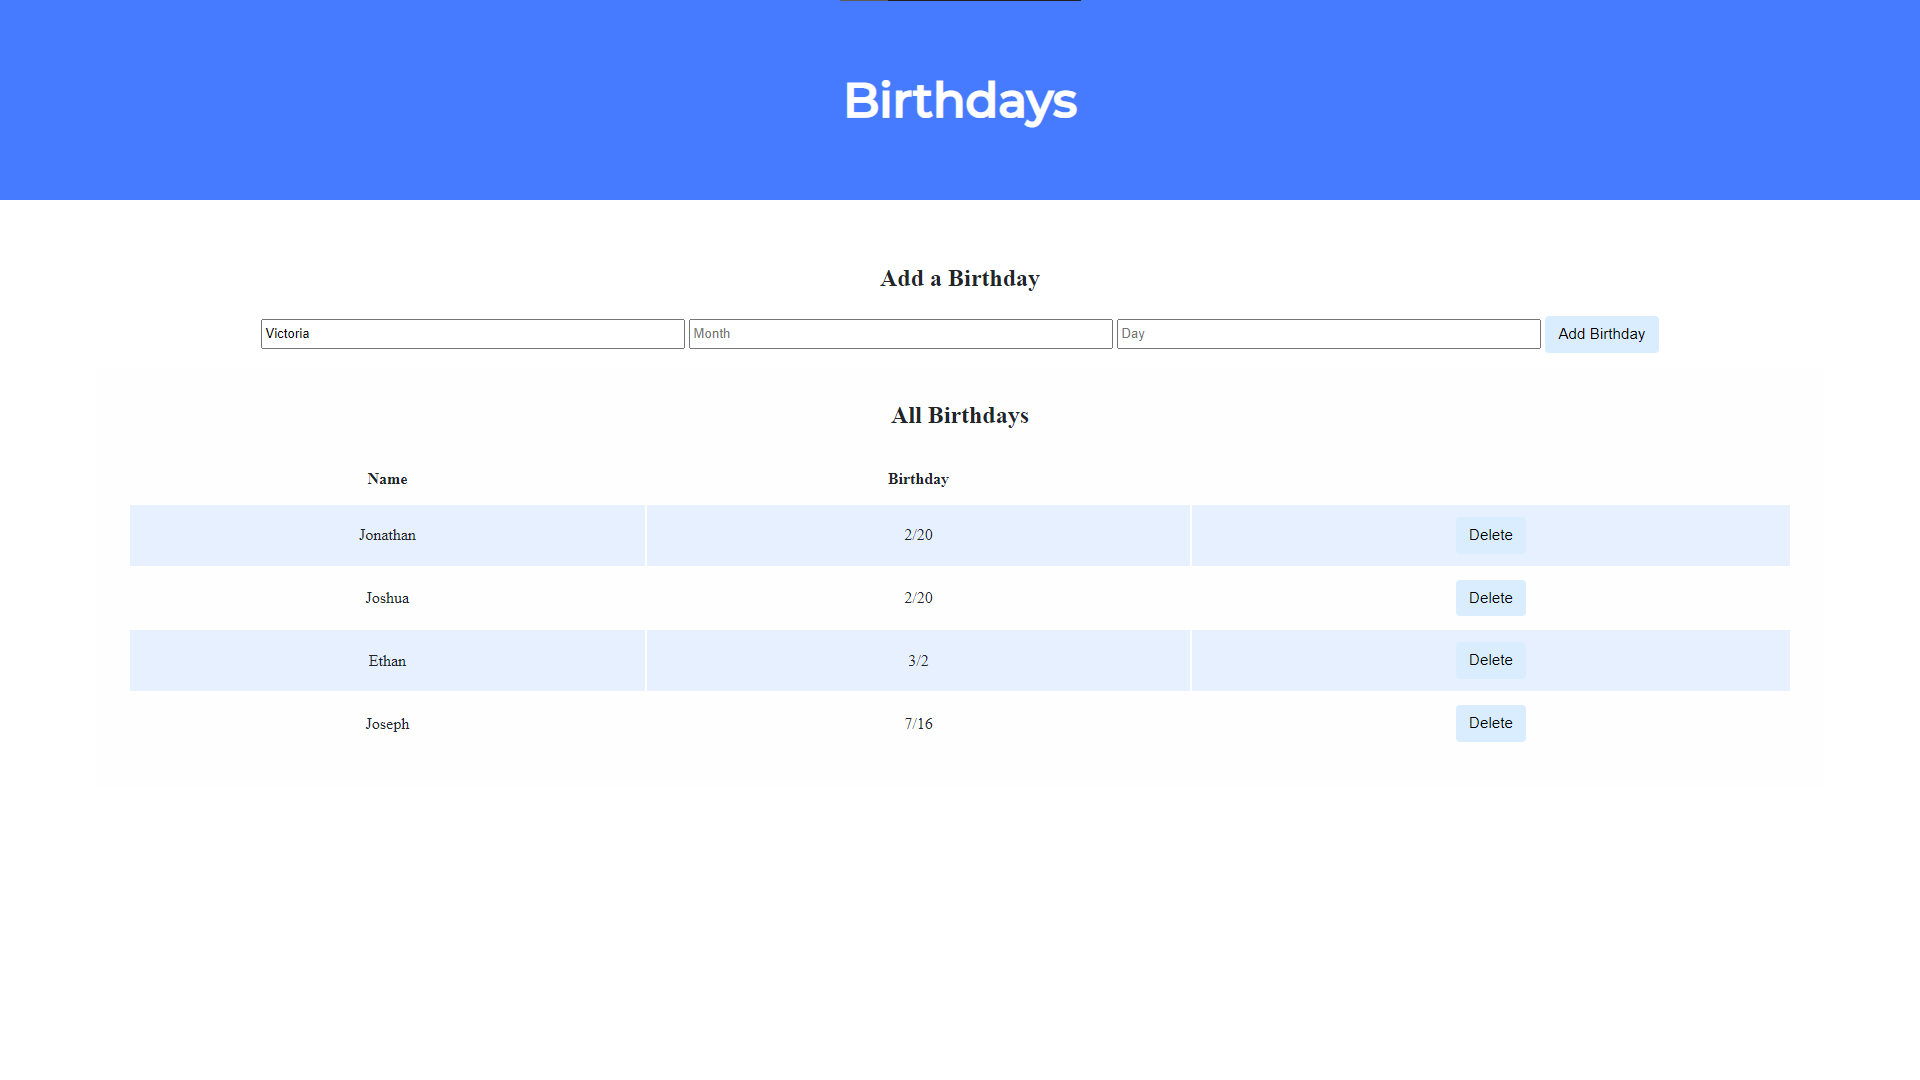 Birthdays
Add a Birthday
Victoria Month Day Add Birthday
All Birthdays
Name Birthday
Jonathan 2/20 Delete
Joshua 2/20 Delete
Ethan 3/2 Delete
Joseph 7/16 Delete